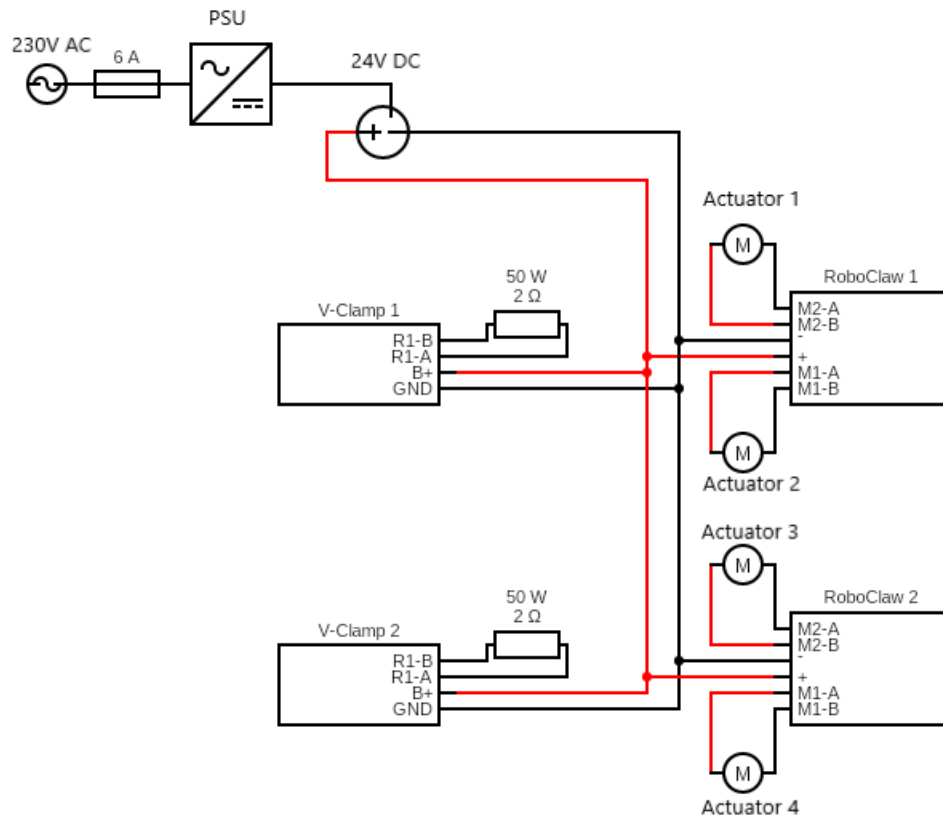 PSU
230V AC
6 A
24V DC
Actuator 1
50 W
2 Ω
RoboClaw 1
V-Clamp 1
M2-A
M2-B
-
+
M1-A
M1-B
R1-B
R1-A
B+
GND
M
M
Actuator 2
Actuator 3
50 W
2 Ω
RoboClaw 2
V-Clamp 2
M2-A
M2-B
-
+
M1-A
M1-B
R1-B
R1-A
B+
GND
M
M
Actuator 4